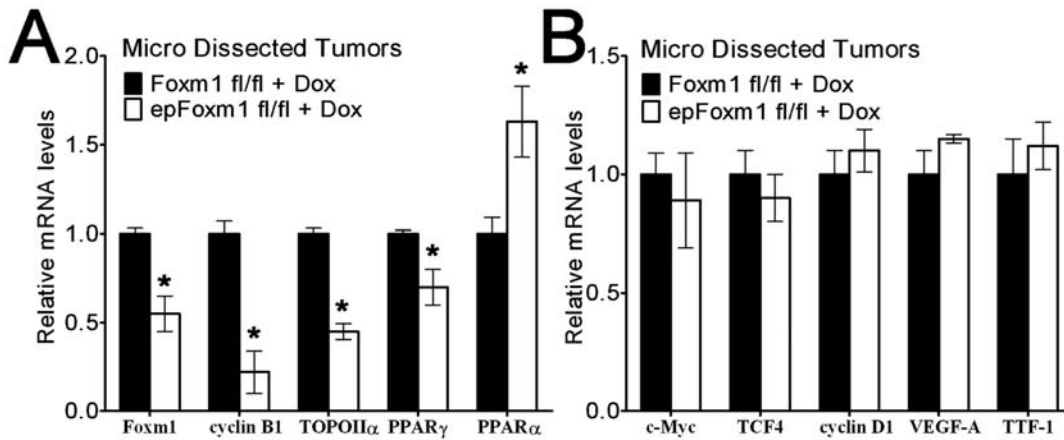 A
Relative mRNA levels
2.0
1.5
1.0
0.5
0.0
Micro Dissected Tumors
Foxm1 fl/fl + Dox
epFoxm1 fl/fl + Dox
* * * * *
Foxm1 cyclin B1 TOPOIIα PPARγ PPARα
B
Relative mRNA levels
1.5
1.0
0.5
0.0
Micro Dissected Tumors
Foxm1 fl/fl + Dox
epFoxm1 fl/fl + Dox
c-Myc TCF4 cyclin D1 VEGF-A TTF-1